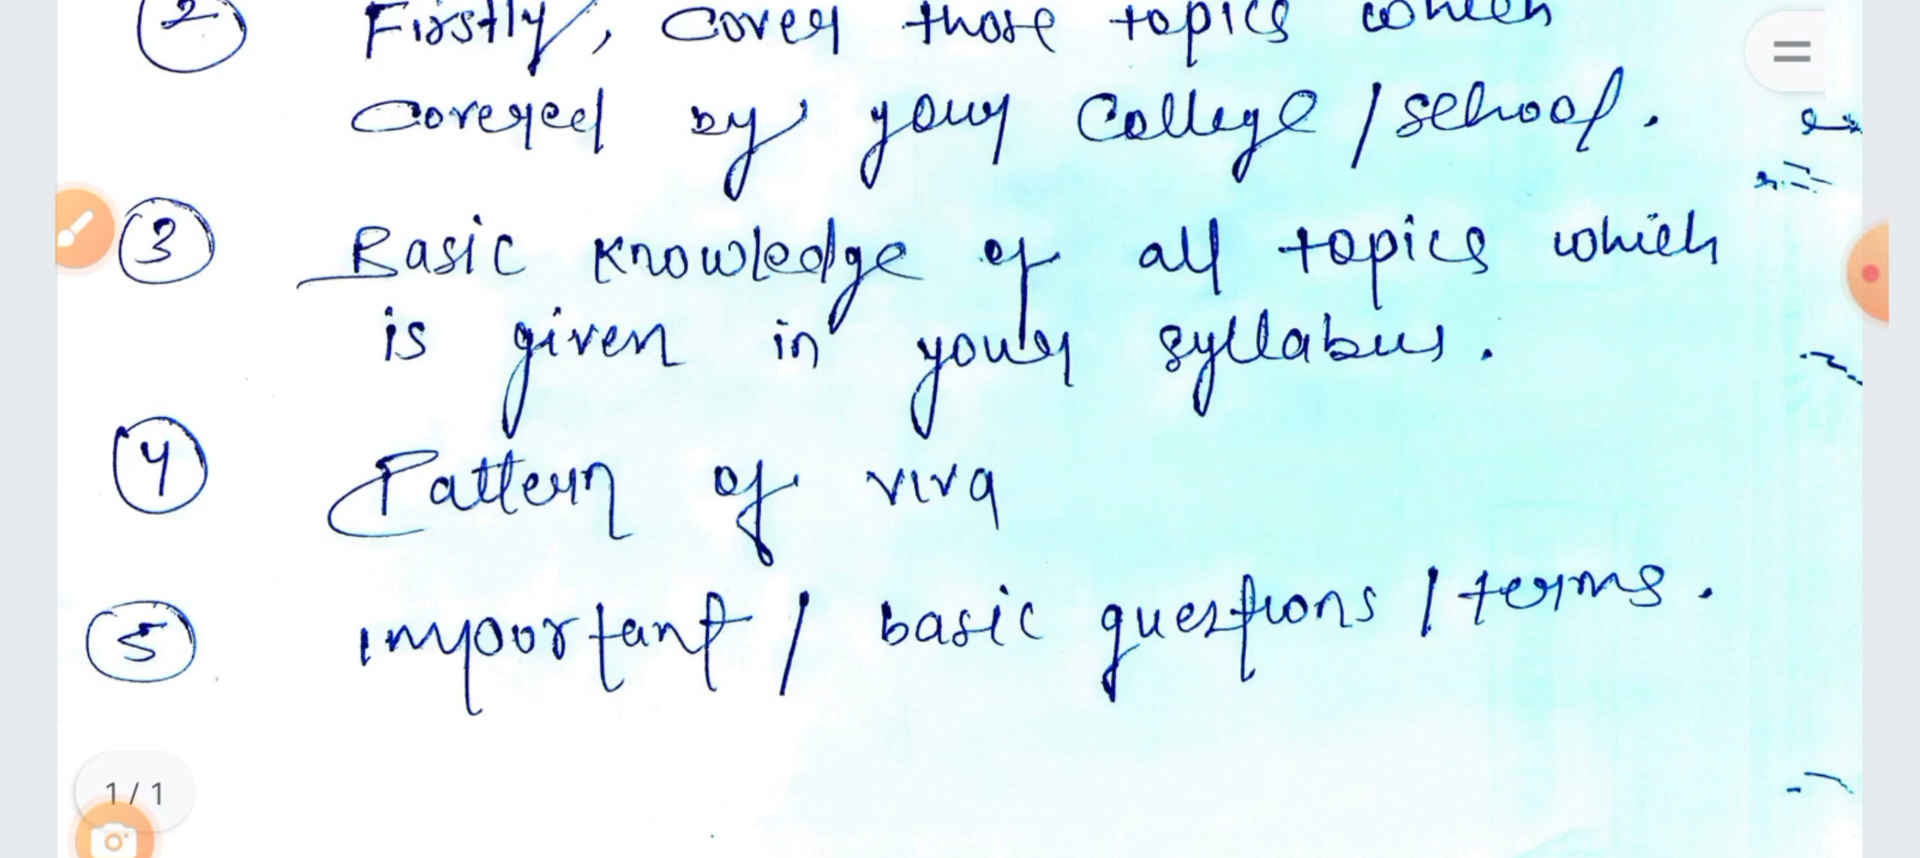 2 Firstly, cover those topics which
covered by your College / school.
3 Basic knowledge of all topics which
is given in your syllabus.
4 Pattern of viva
5 important / basic questions / terms.
1 / 1